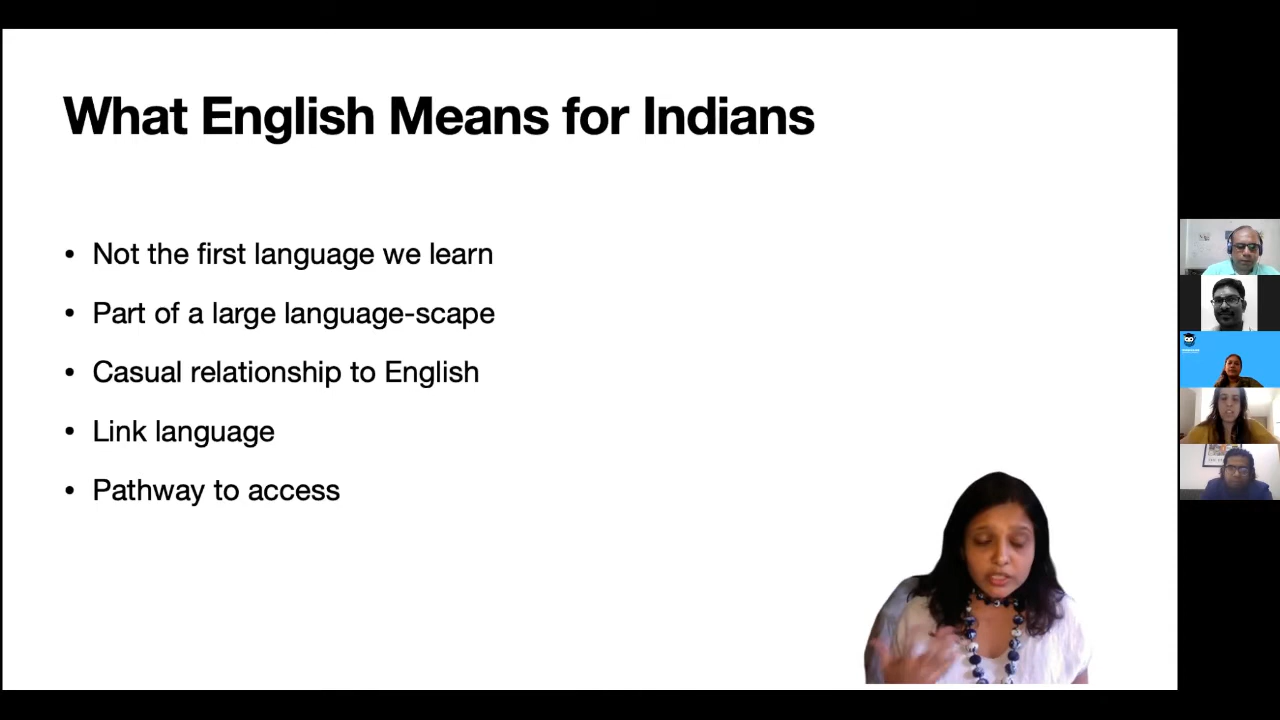 What English Means for Indians
• Not the first language we learn
• Part of a large language-scape
• Casual relationship to English
• Link language
• Pathway to access